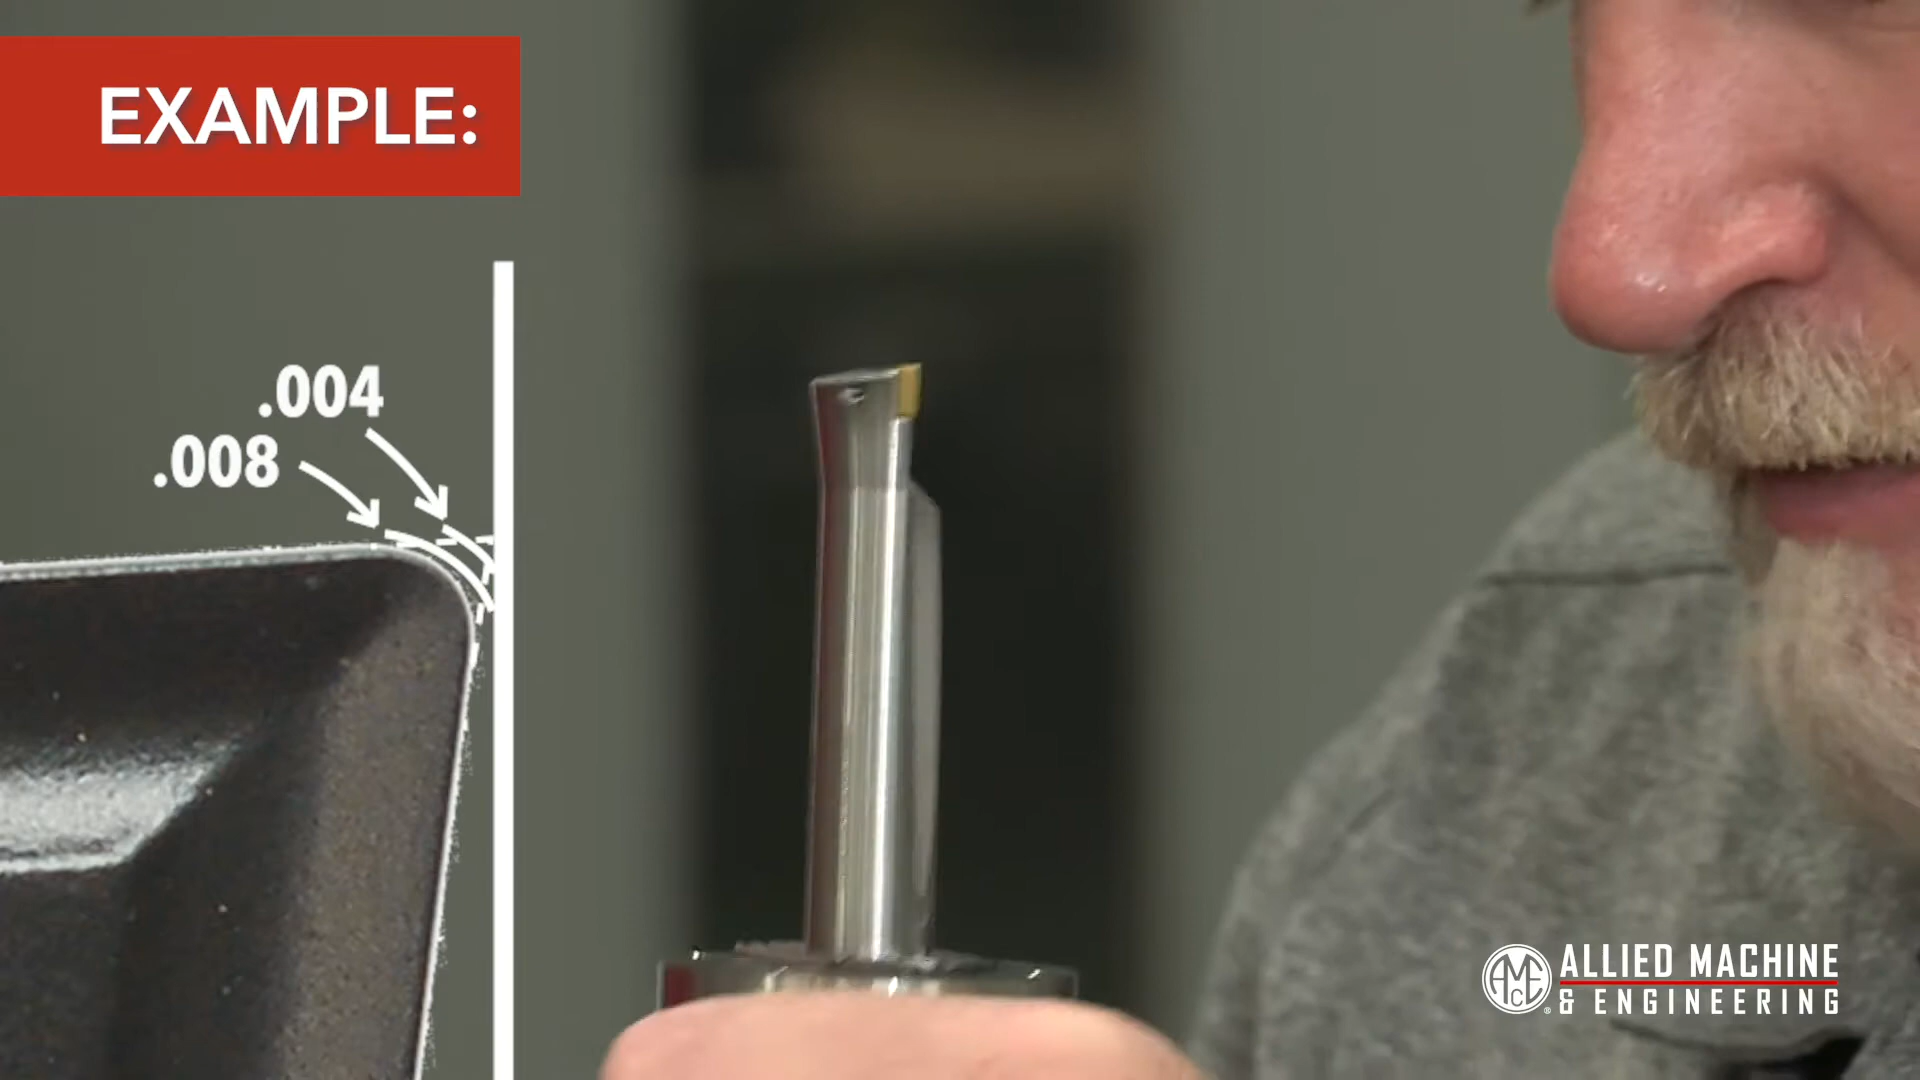 EXAMPLE:
.004
.008
ALLIED MACHINE
& ENGINEERING